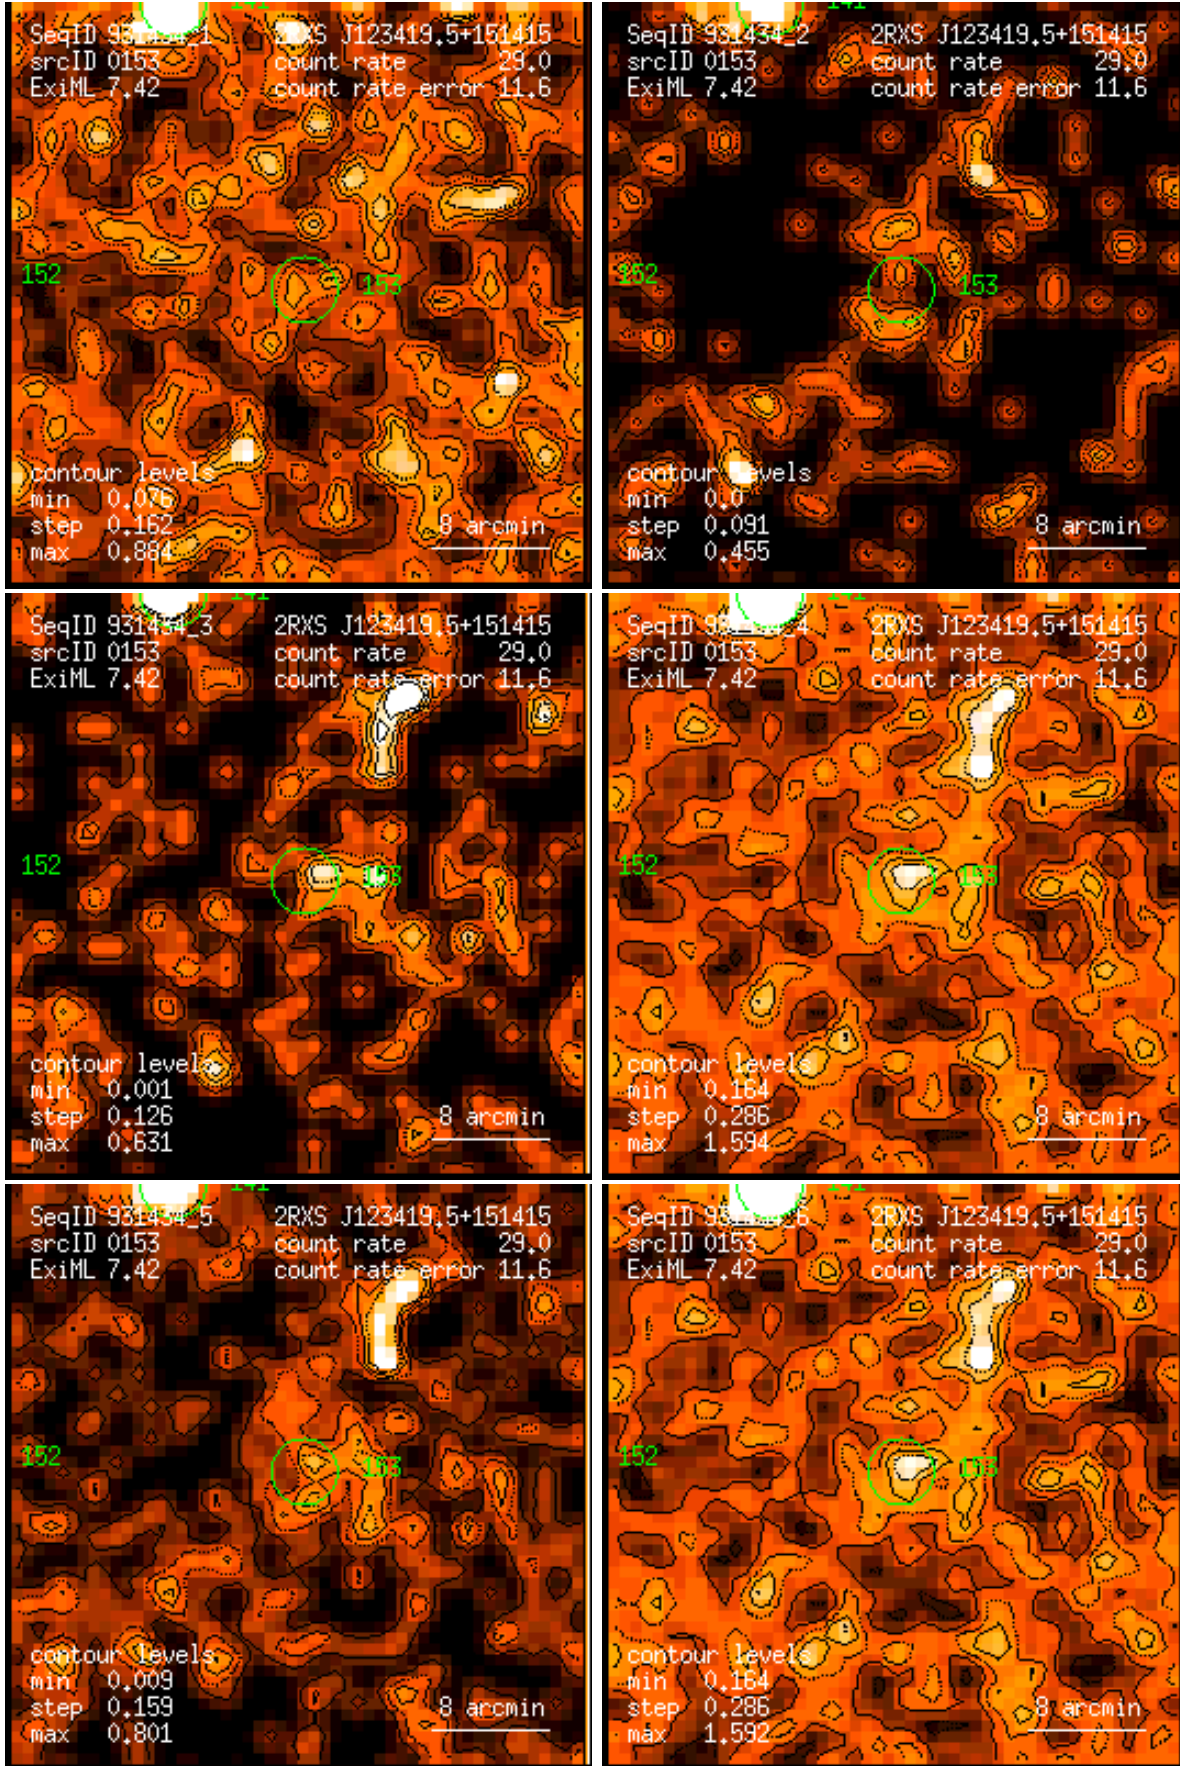 141
SeqID 931434_1 2RXS J123419.5+151415
srcID 0153 count rate 29.0
ExiML 7.42 count rate error 11.6
152 153
contour levels
min 0.076
step 0.162 8 arcmin
max 0.884
141
SeqID 931434_2 2RXS J123419.5+151415
srcID 0153 count rate 29.0
ExiML 7.42 count rate error 11.6
152 153
contour levels
min 0.0
step 0.091 8 arcmin
max 0.455
141
SeqID 931434_3 2RXS J123419.5+151415
srcID 0153 count rate 29.0
ExiML 7.42 count rate error 11.6
152 153
contour levels
min 0.001
step 0.126 8 arcmin
max 0.631
141
SeqID 931434_4 2RXS J123419.5+151415
srcID 0153 count rate 29.0
ExiML 7.42 count rate error 11.6
152 153
contour levels
min 0.164
step 0.286 8 arcmin
max 1.594
141
SeqID 931434_5 2RXS J123419.5+151415
srcID 0153 count rate 29.0
ExiML 7.42 count rate error 11.6
152 153
contour levels
min 0.009
step 0.159 8 arcmin
max 0.801
141
SeqID 931434_6 2RXS J123419.5+151415
srcID 0153 count rate 29.0
ExiML 7.42 count rate error 11.6
152 153
contour levels
min 0.164
step 0.286 8 arcmin
max 1.592